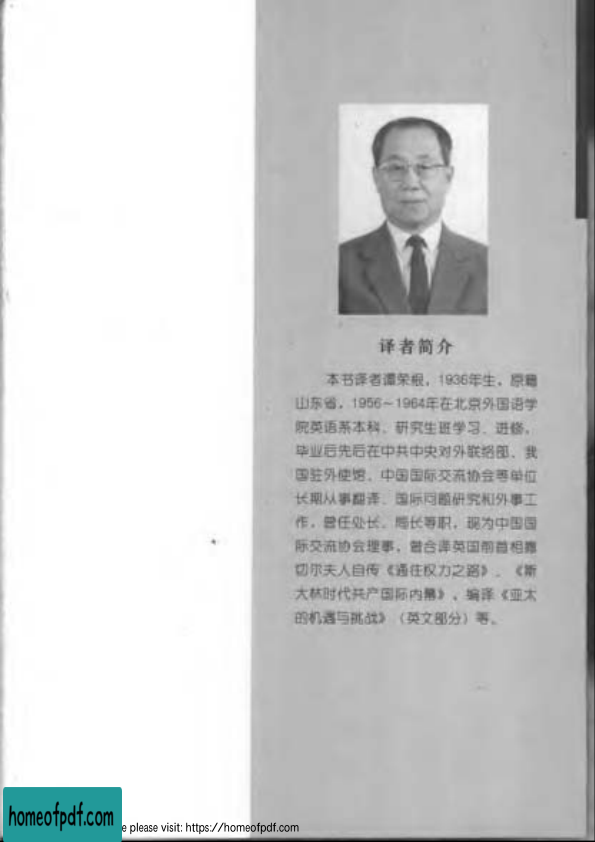 译者简介
本书译者谭荣根,1936年生,原籍
山东省,1956~1964年在北京外国语学
院英语系本科、研究生班学习、进修,
毕业后先后在中共中央对外联络部、我
国驻外使馆、中国国际交流协会等单位
长期从事翻译、国际问题研究和外事工
作,曾任处长、局长等职,现为中国国
际交流协会理事,曾合译英国前首相撒
切尔夫人自传《通往权力之路》、《斯
大林时代共产国际内幕》,编译《亚太
的机遇与挑战》(英文部分)等。
homeofpdf.com
e please visit: https://homeofpdf.com